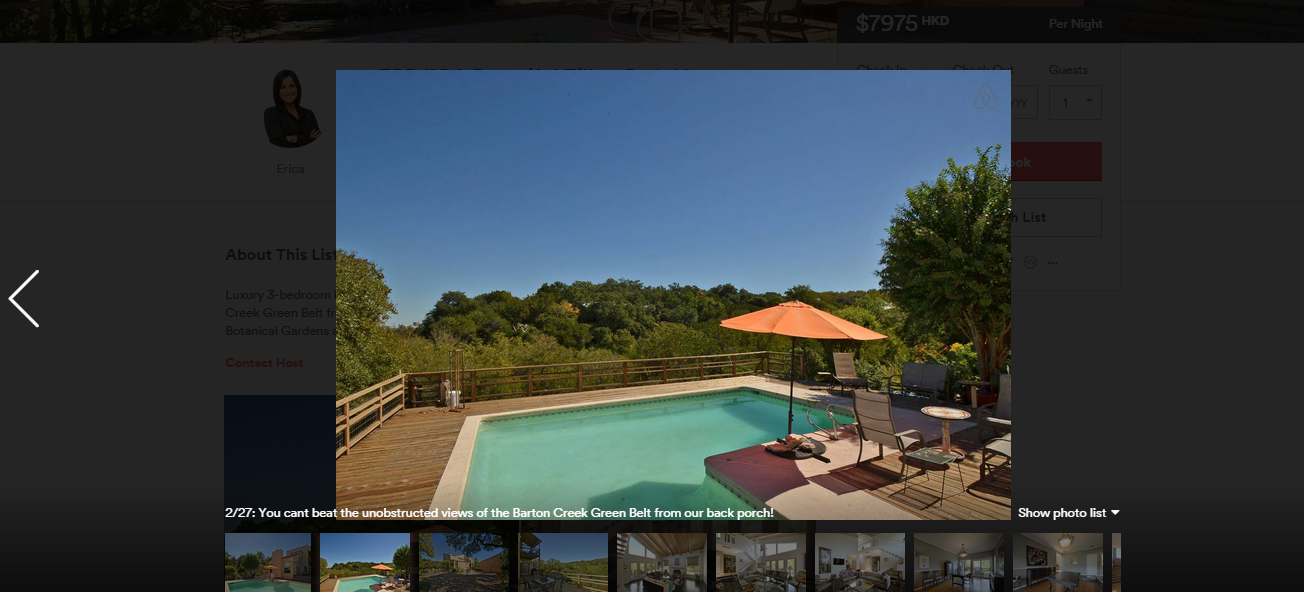 $7975 HKD
Per Night
Check In
Check Out
Guests
yyy
1
Erica
ook
List
About This List
Luxury 3-bedroom
Creek Green Belt
Botanical Gardens
Contact Host
2/27: You cant beat the unobstructed views of the Barton Creek Green Belt from our back porch!
Show photo list